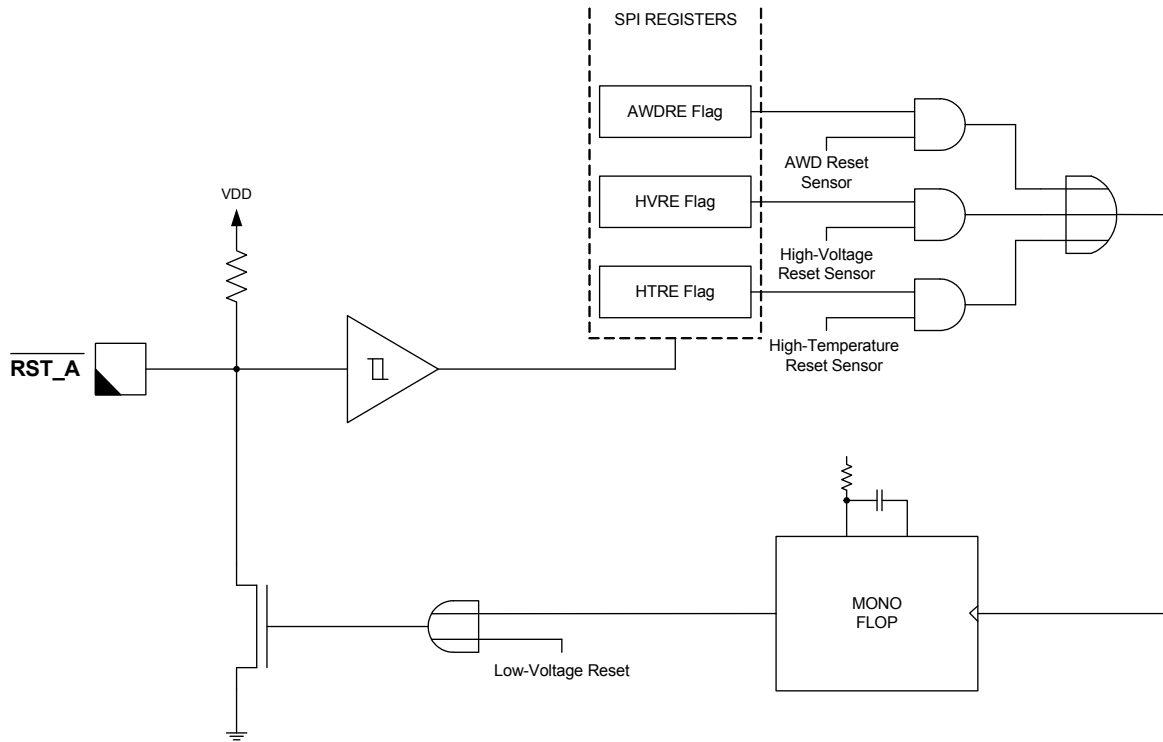 SPI REGISTERS
AWDRE Flag
AWD Reset
Sensor
VDD
HVRE Flag
High-Voltage
Reset Sensor
HTRE Flag
High-Temperature
Reset Sensor
RST_A
MONO
FLOP
Low-Voltage Reset